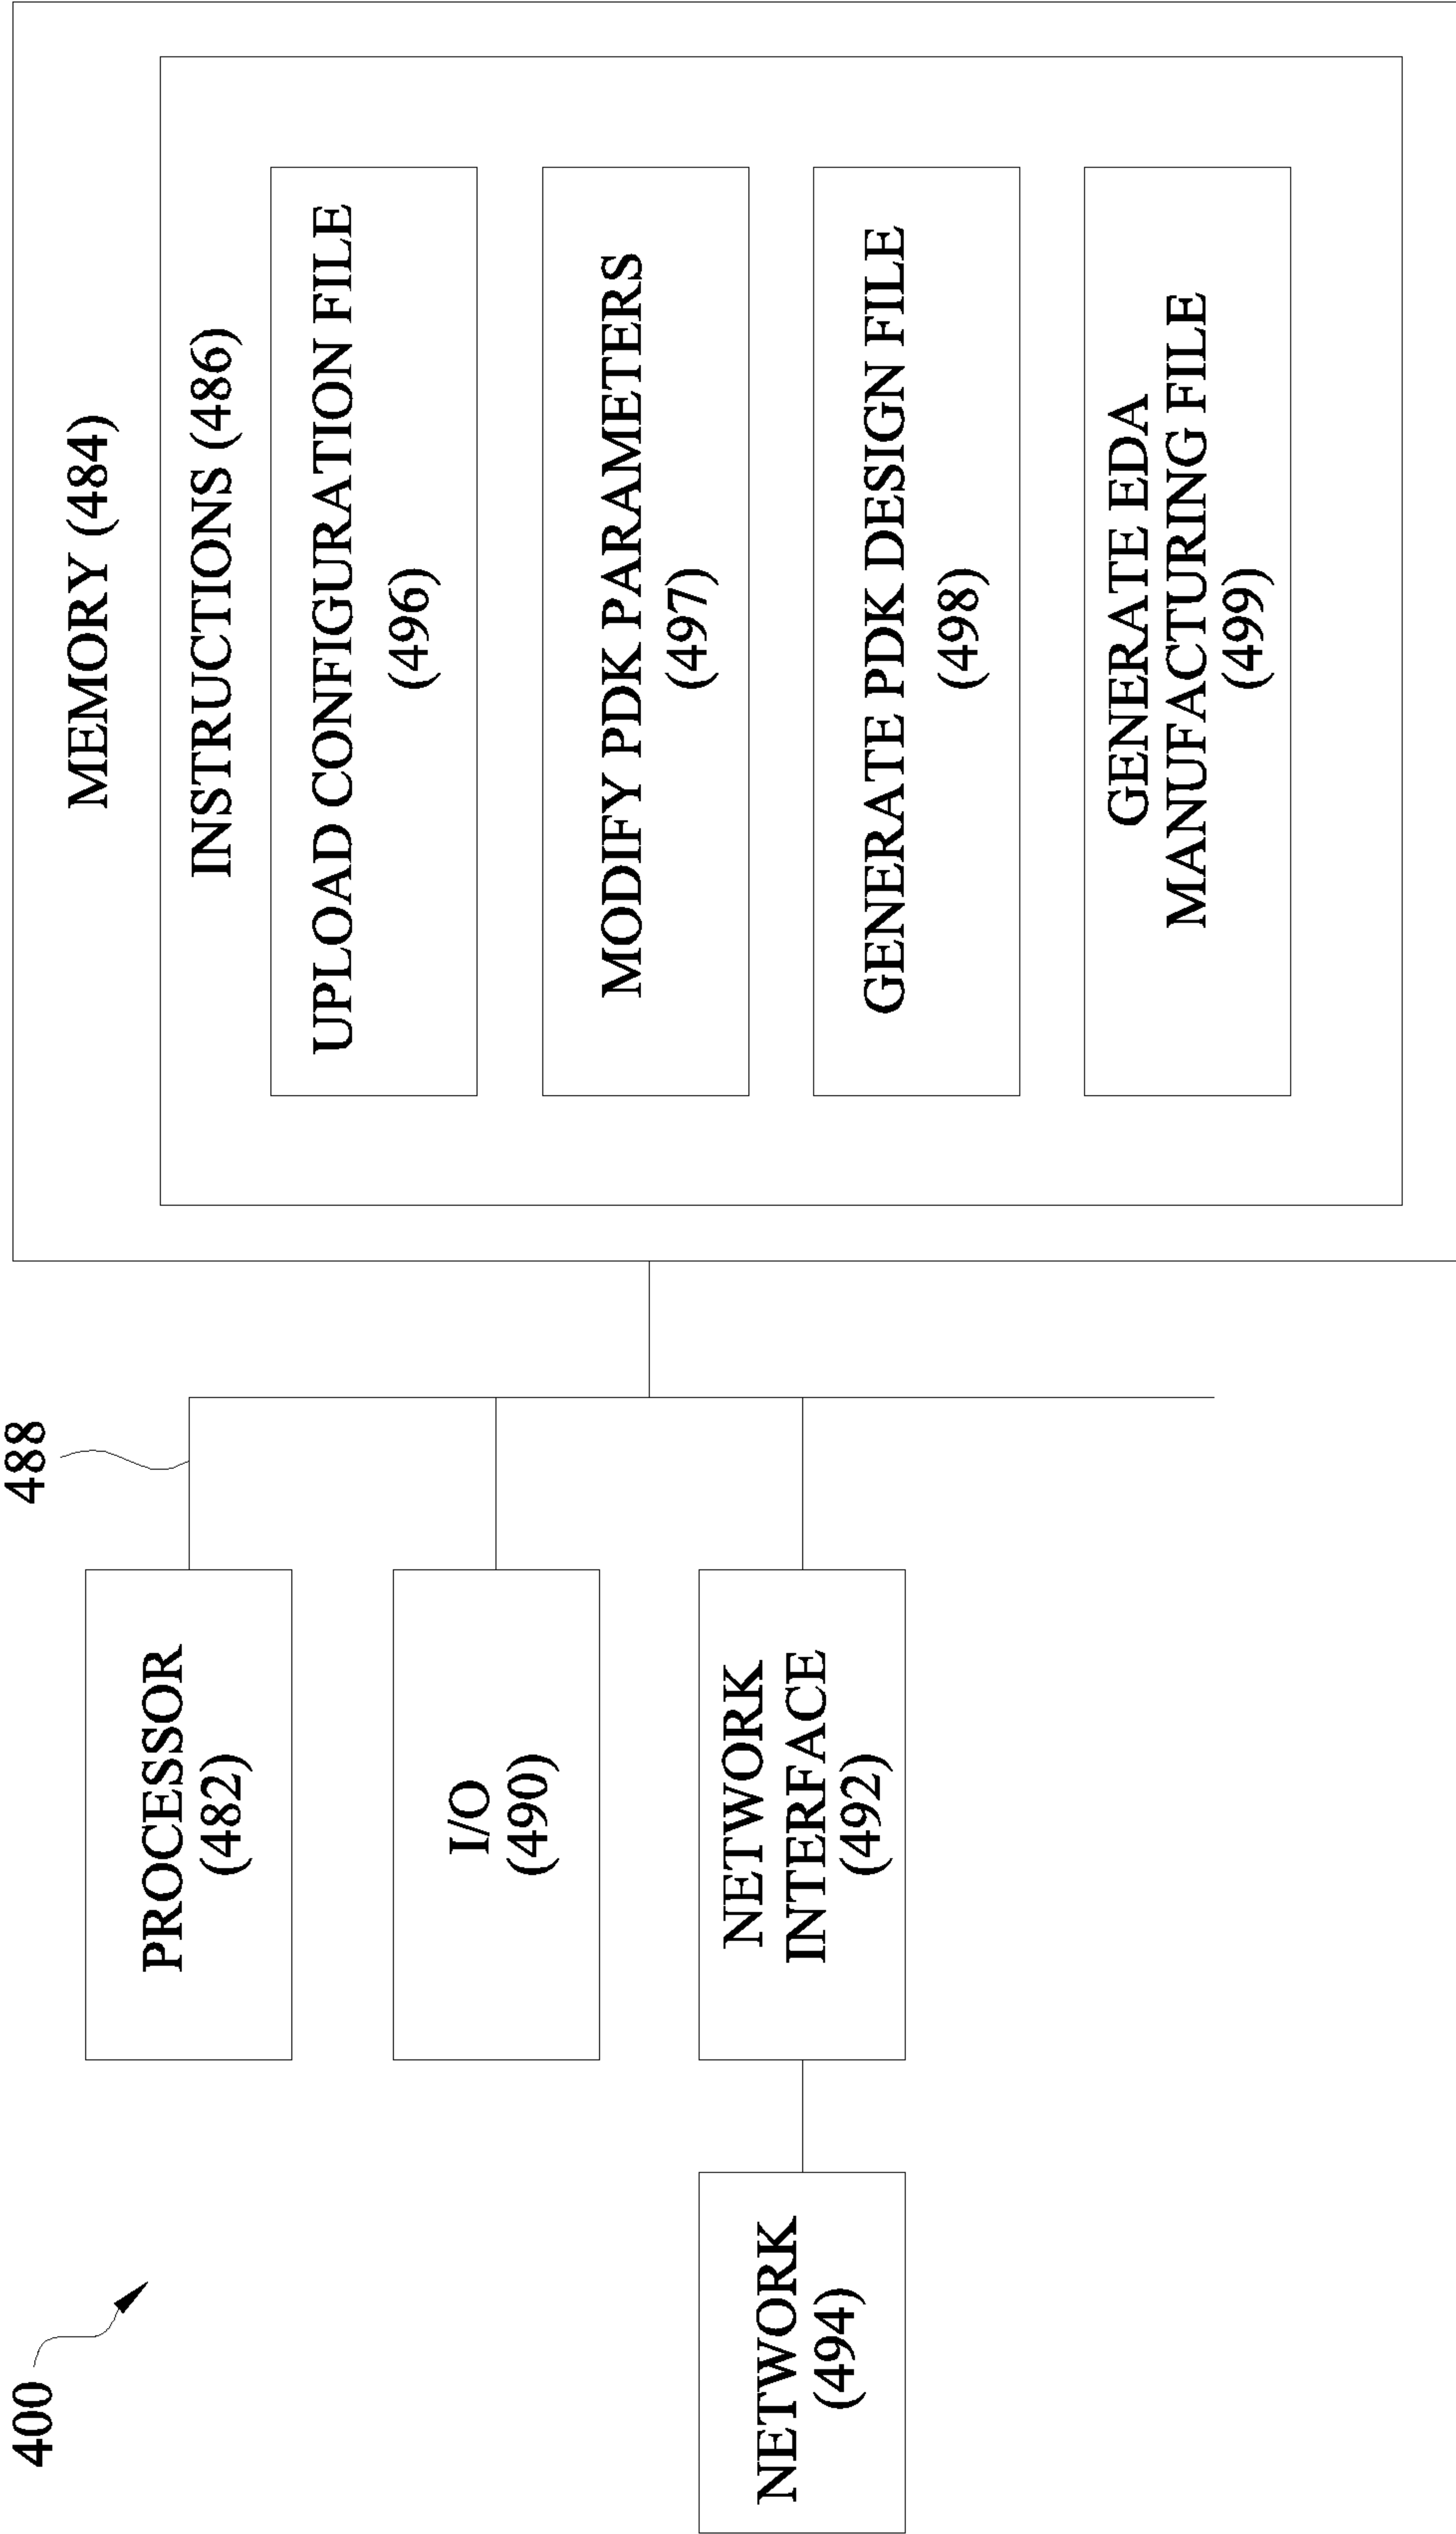 400
488
PROCESSOR
(482)
I/O
(490)
NETWORK
INTERFACE
(492)
NETWORK
(494)
MEMORY (484)
INSTRUCTIONS (486)
UPLOAD CONFIGURATION FILE
(496)
MODIFY PDK PARAMETERS
(497)
GENERATE PDK DESIGN FILE
(498)
GENERATE EDA
MANUFACTURING FILE
(499)